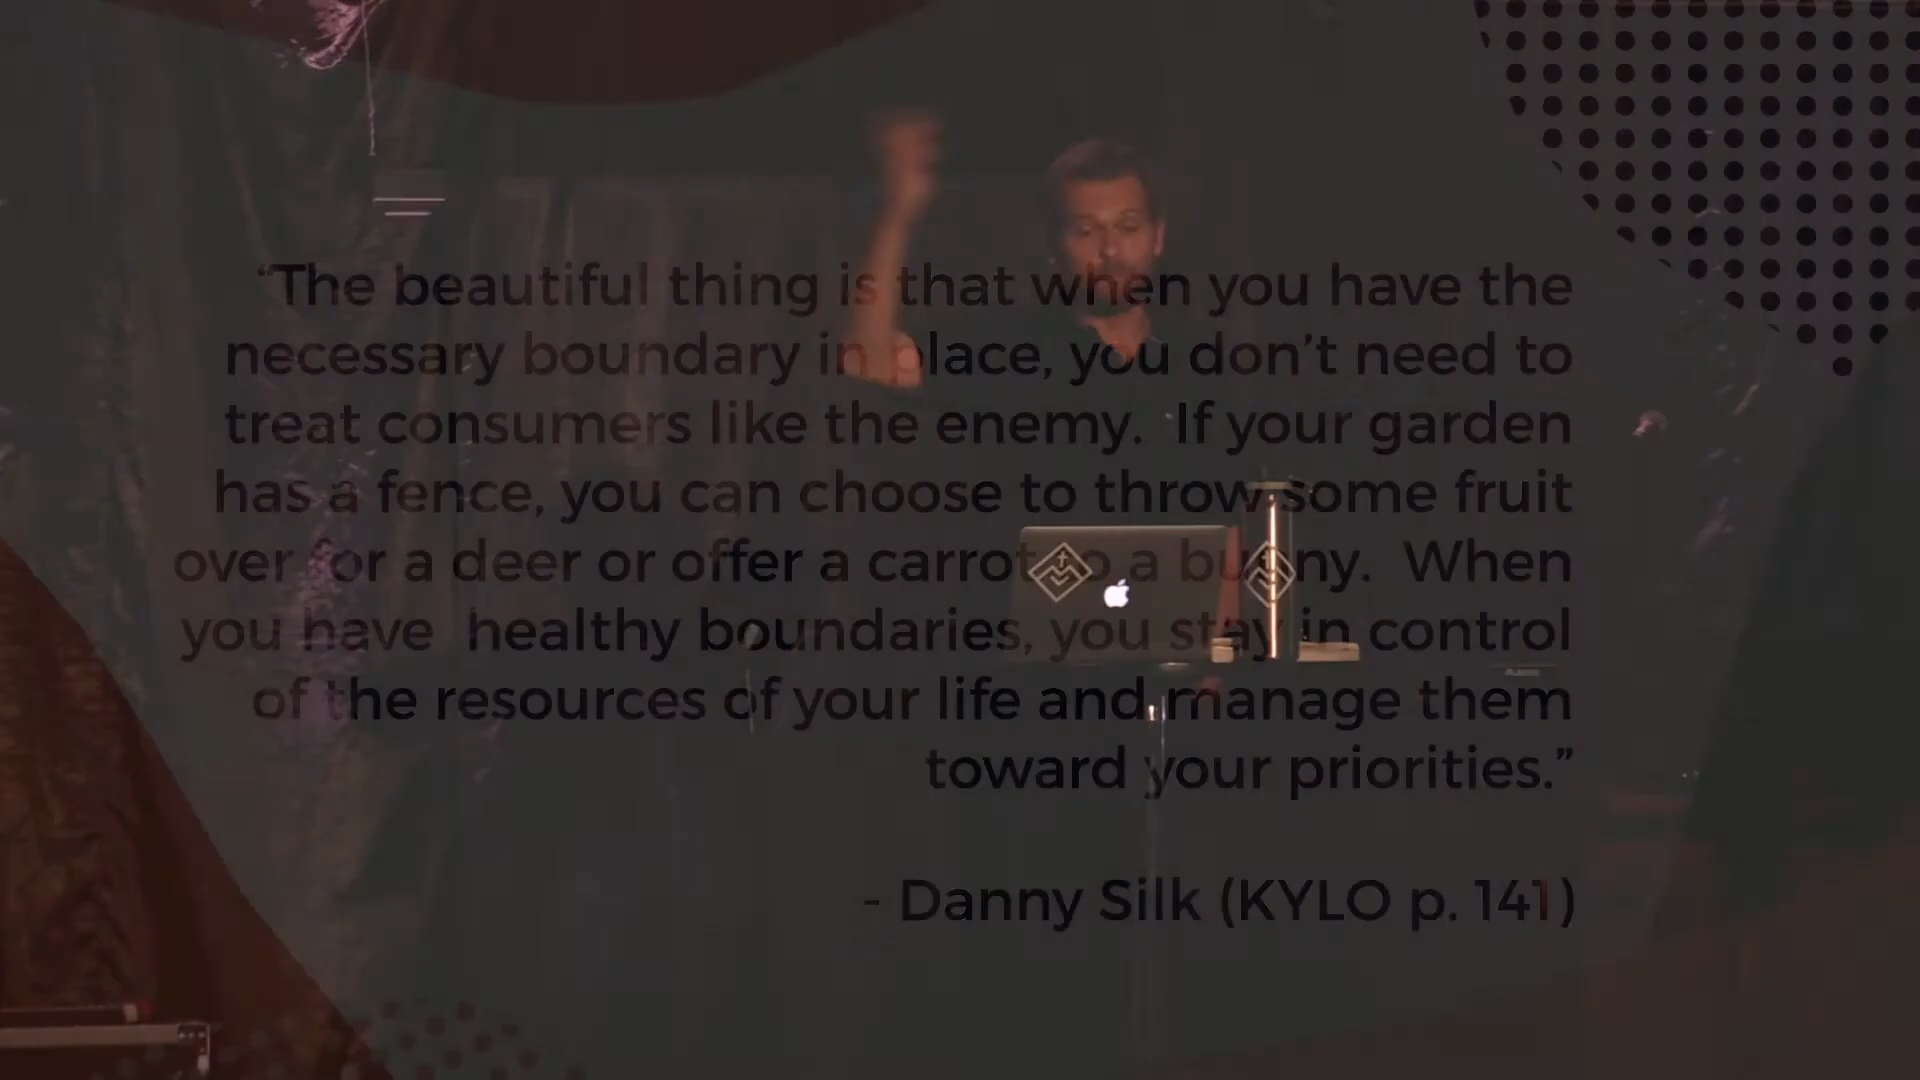 “The beautiful thing is that when you have the
necessary boundary in place, you don’t need to
treat consumers like the enemy.  If your garden
has a fence, you can choose to throw some fruit
over for a deer or offer a carrot to a bunny.  When
you have  healthy boundaries, you stay in control
of the resources of your life and manage them
toward your priorities.”
- Danny Silk (KYLO p. 141)